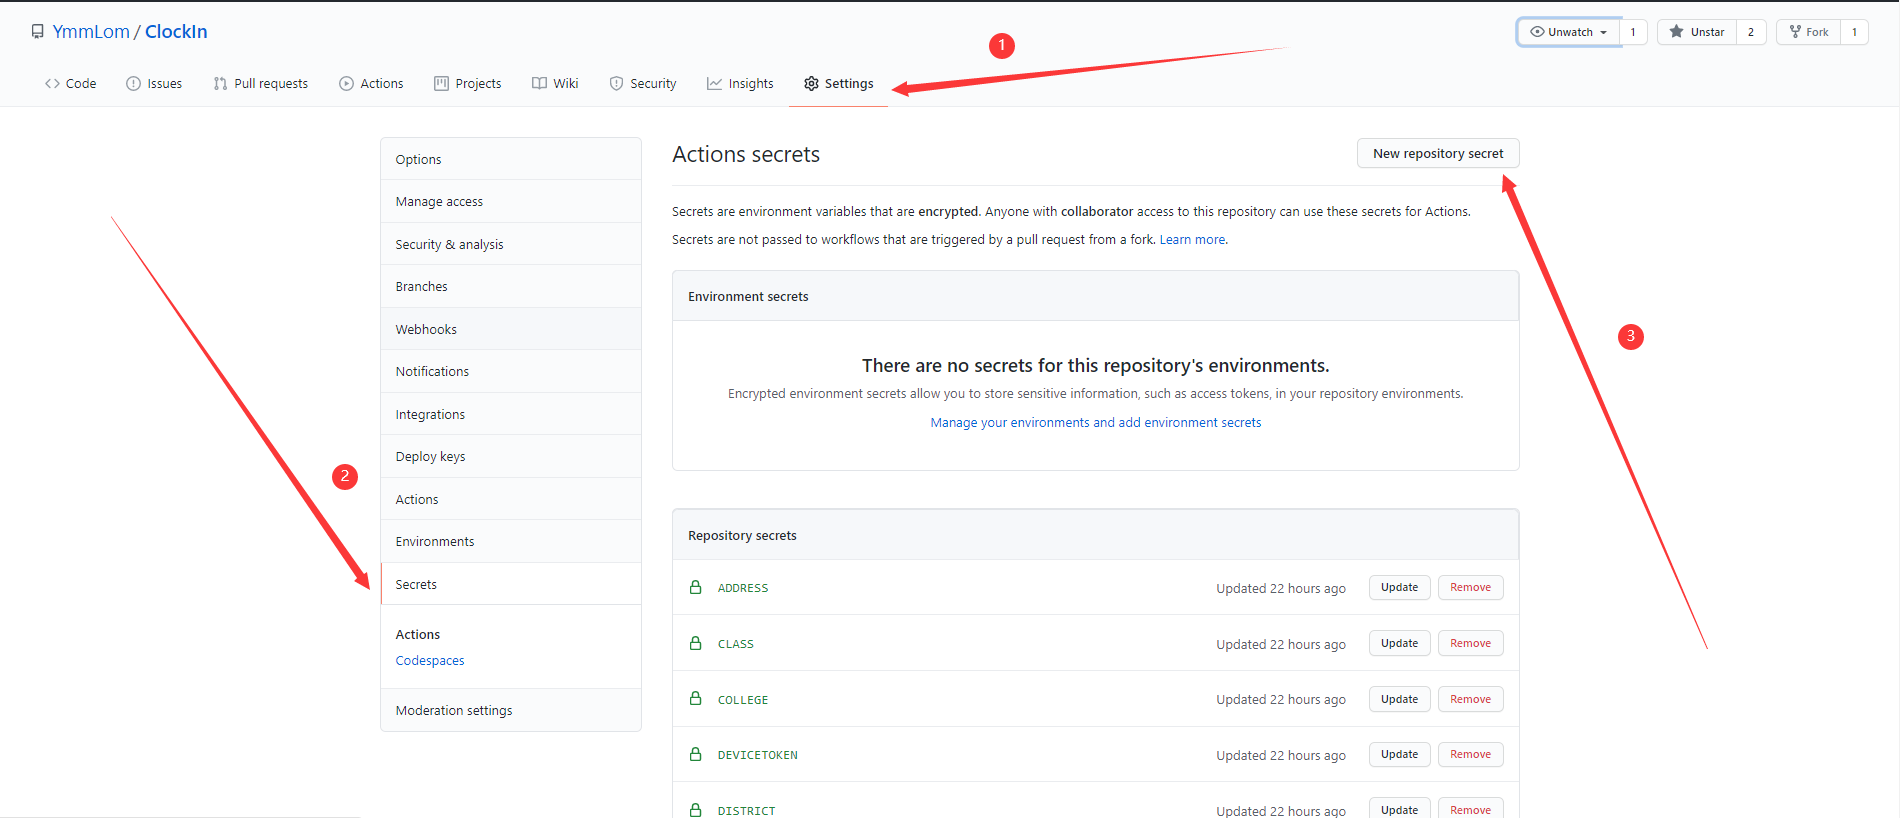 YmmLom / ClockIn
Unwatch 1 Unstar 2 Fork 1
1
Code Issues Pull requests Actions Projects Wiki Security Insights Settings
Options
Manage access
Security & analysis
Branches
Webhooks
Notifications
Integrations
Deploy keys
Actions
Environments
Secrets
Actions
Codespaces
Moderation settings
2
Actions secrets
New repository secret
Secrets are environment variables that are encrypted. Anyone with collaborator access to this repository can use these secrets for Actions.
Secrets are not passed to workflows that are triggered by a pull request from a fork. Learn more.
Environment secrets
There are no secrets for this repository's environments.
Encrypted environment secrets allow you to store sensitive information, such as access tokens, in your repository environments.
Manage your environments and add environment secrets
3
Repository secrets
ADDRESS Updated 22 hours ago Update Remove
CLASS Updated 22 hours ago Update Remove
COLLEGE Updated 22 hours ago Update Remove
DEVICETOKEN Updated 22 hours ago Update Remove
DISTRICT Updated 22 hours ago Update Remove